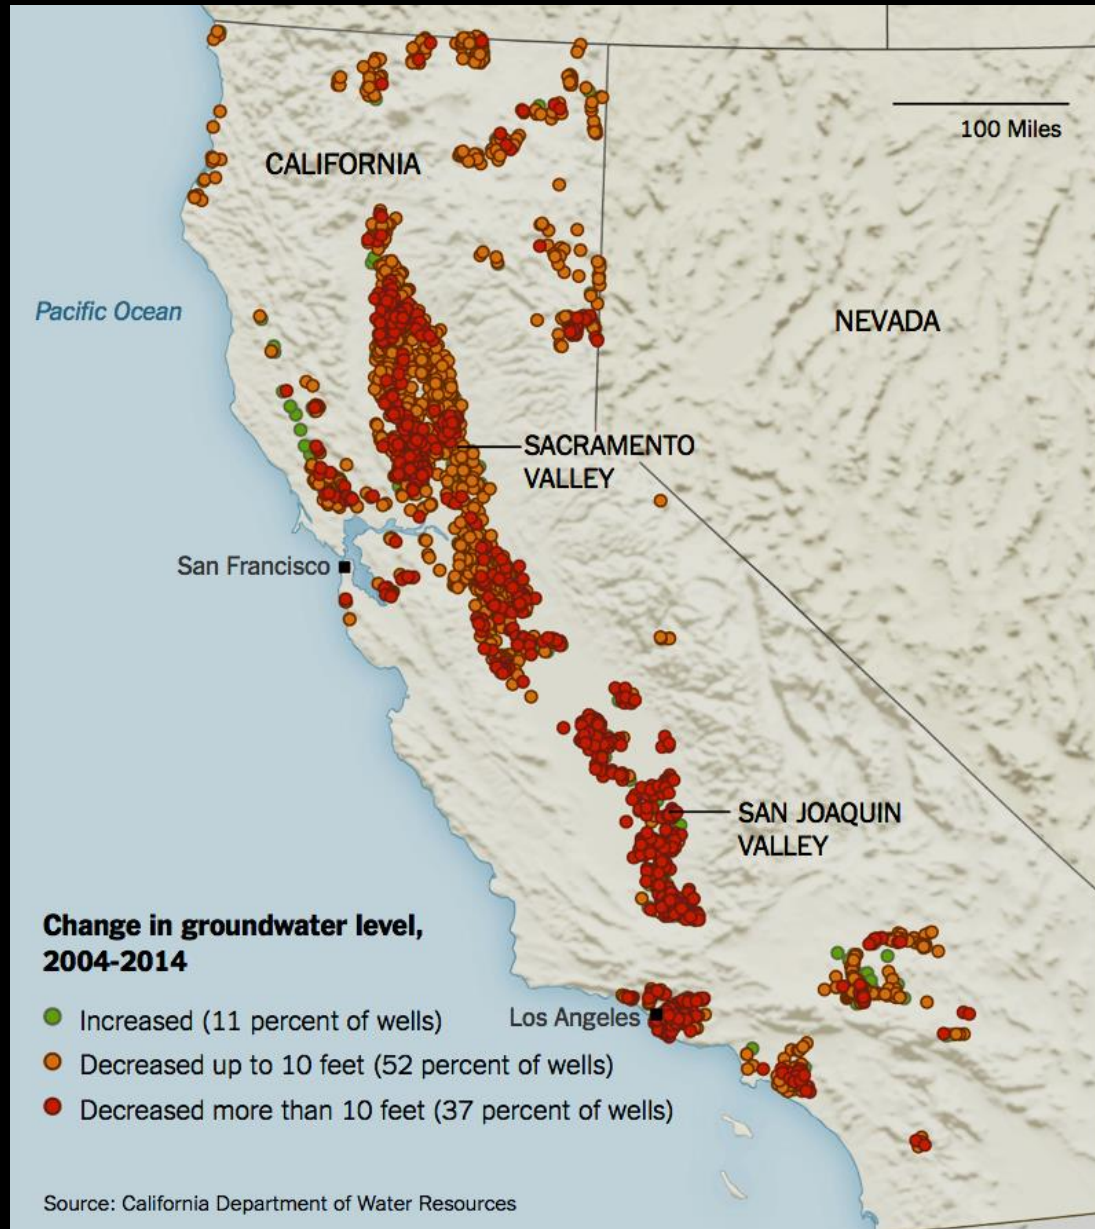 100 Miles
CALIFORNIA
Pacific Ocean
NEVADA
SACRAMENTO
VALLEY
San Francisco
SAN JOAQUIN
VALLEY
Change in groundwater level,
2004-2014
Increased (11 percent of wells)
Los Angeles
Decreased up to 10 feet (52 percent of wells)
Decreased more than 10 feet (37 percent of wells)
Source: California Department of Water Resources